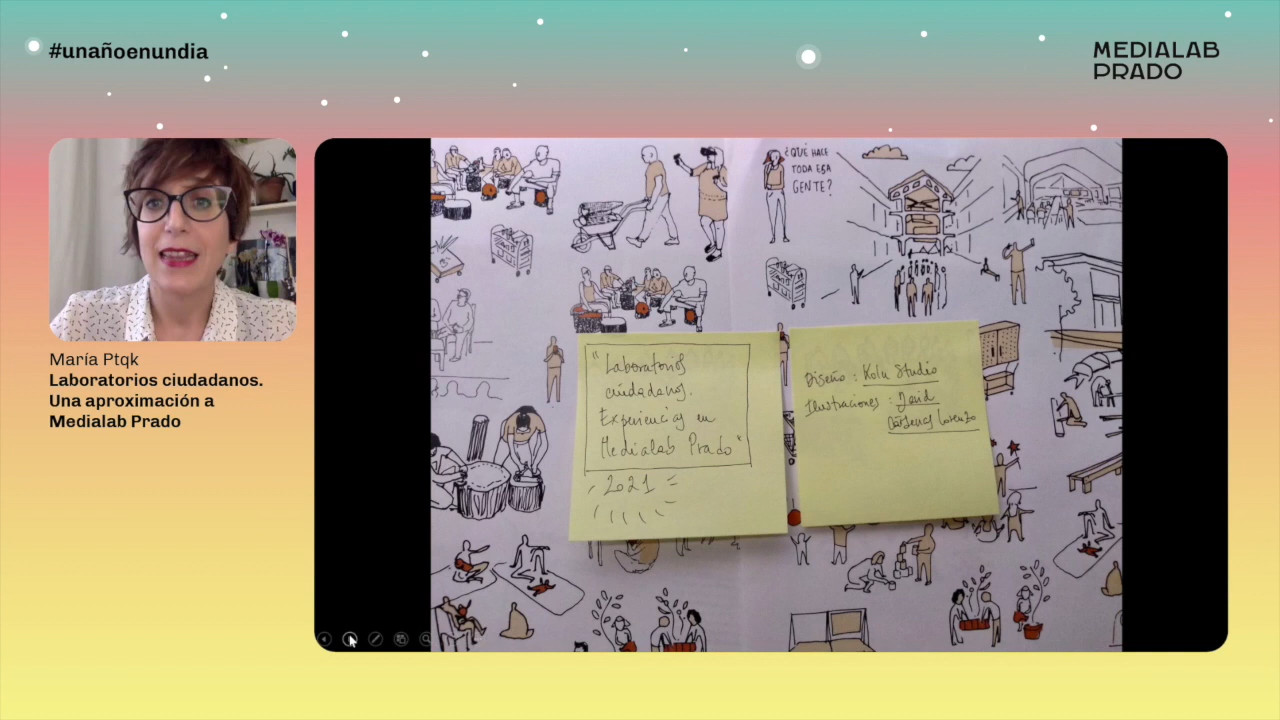 #unañoenundia
MEDIALAB
PRADO
María Ptqk
Laboratorios ciudadanos.
Una aproximación a
Medialab Prado
¿QUÉ HACE
TODA ESA
GENTE?
"Laboratorios
ciudadanos.
Experiencias en
Medialab Prado"
2021
Diseño: Kolu Studio
Ilustraciones: David
Cárdenas Lorenzo